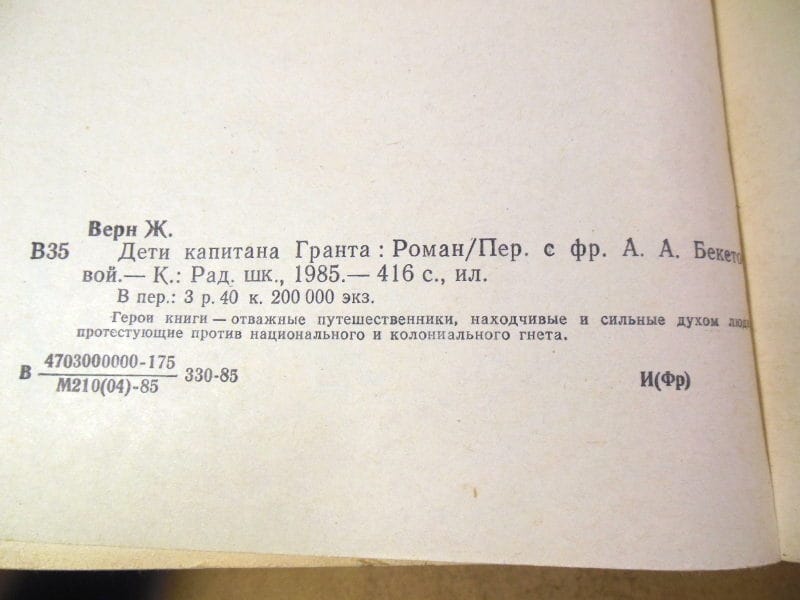 Верн Ж.
В35 Дети капитана Гранта : Роман/Пер. с фр. А. А. Бекето
вой.— К.: Рад. шк., 1985.— 416 с., ил.
В пер.: 3 р. 40 к. 200 000 экз.
Герои книги — отважные путешественники, находчивые и сильные духом люди
протестующие против национального и колониального гнета.
В 4703000000-175 330-85
М210(04)-85
И(Фр)